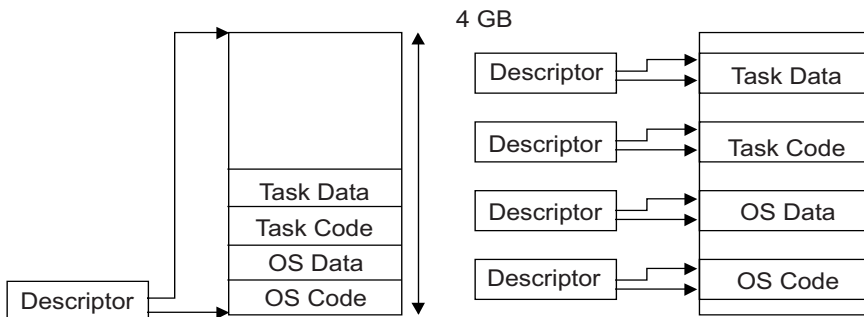 4 GB
Task Data
Task Code
OS Data
OS Code
Descriptor
Descriptor
Task Data
Descriptor
Task Code
Descriptor
OS Data
Descriptor
OS Code